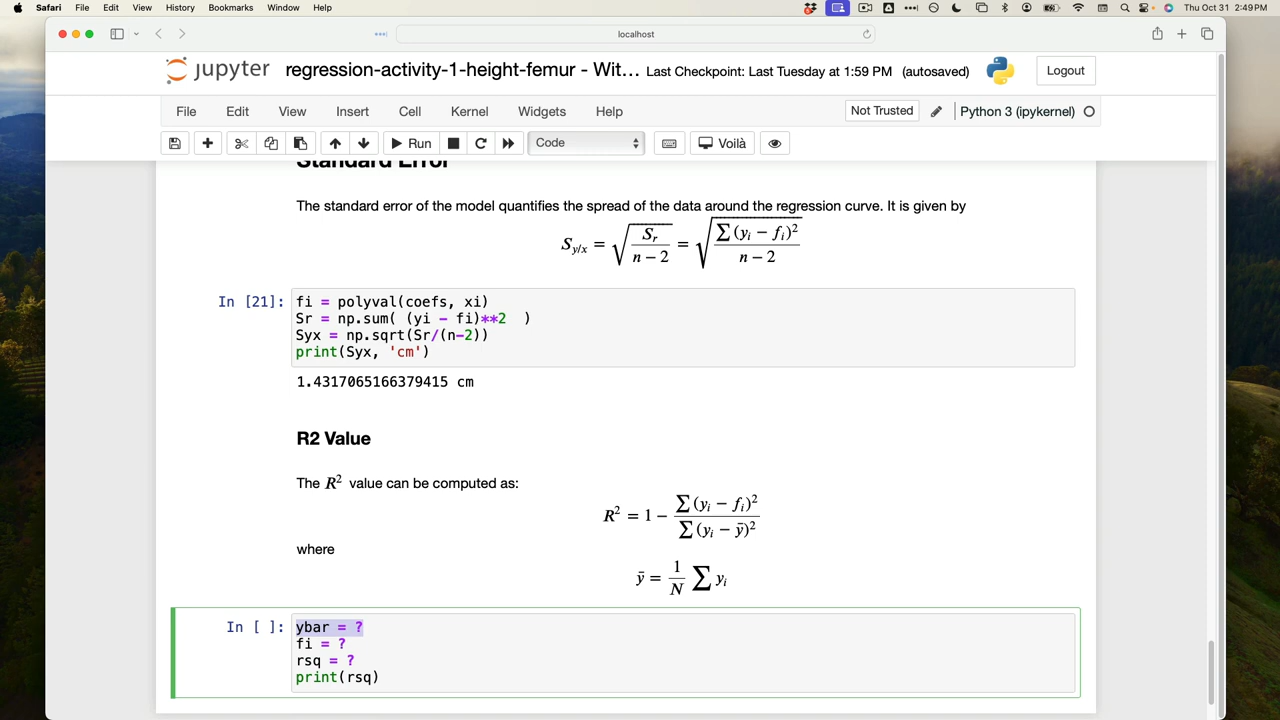 Safari File Edit View History Bookmarks Window Help Thu Oct 31 2:49 PM
localhost
jupyter regression-activity-1-height-femur - Wit... Last Checkpoint: Last Tuesday at 1:59 PM (autosaved) Logout
File Edit View Insert Cell Kernel Widgets Help Not Trusted Python 3 (ipykernel)
Run Code Voilà
Standard Error
The standard error of the model quantifies the spread of the data around the regression curve. It is given by
S_{y/x} = √(S_r / (n − 2)) = √(∑(y_i − f_i)² / (n − 2))
In [21]: fi = polyval(coefs, xi)
Sr = np.sum( (yi - fi)**2  )
Syx = np.sqrt(Sr/(n-2))
print(Syx, 'cm')
1.4317065166379415 cm
R2 Value
The R² value can be computed as:
R² = 1 − ∑(y_i − f_i)² / ∑(y_i − ȳ)²
where
ȳ = 1/N ∑ y_i
In [ ]: ybar = ?
fi = ?
rsq = ?
print(rsq)